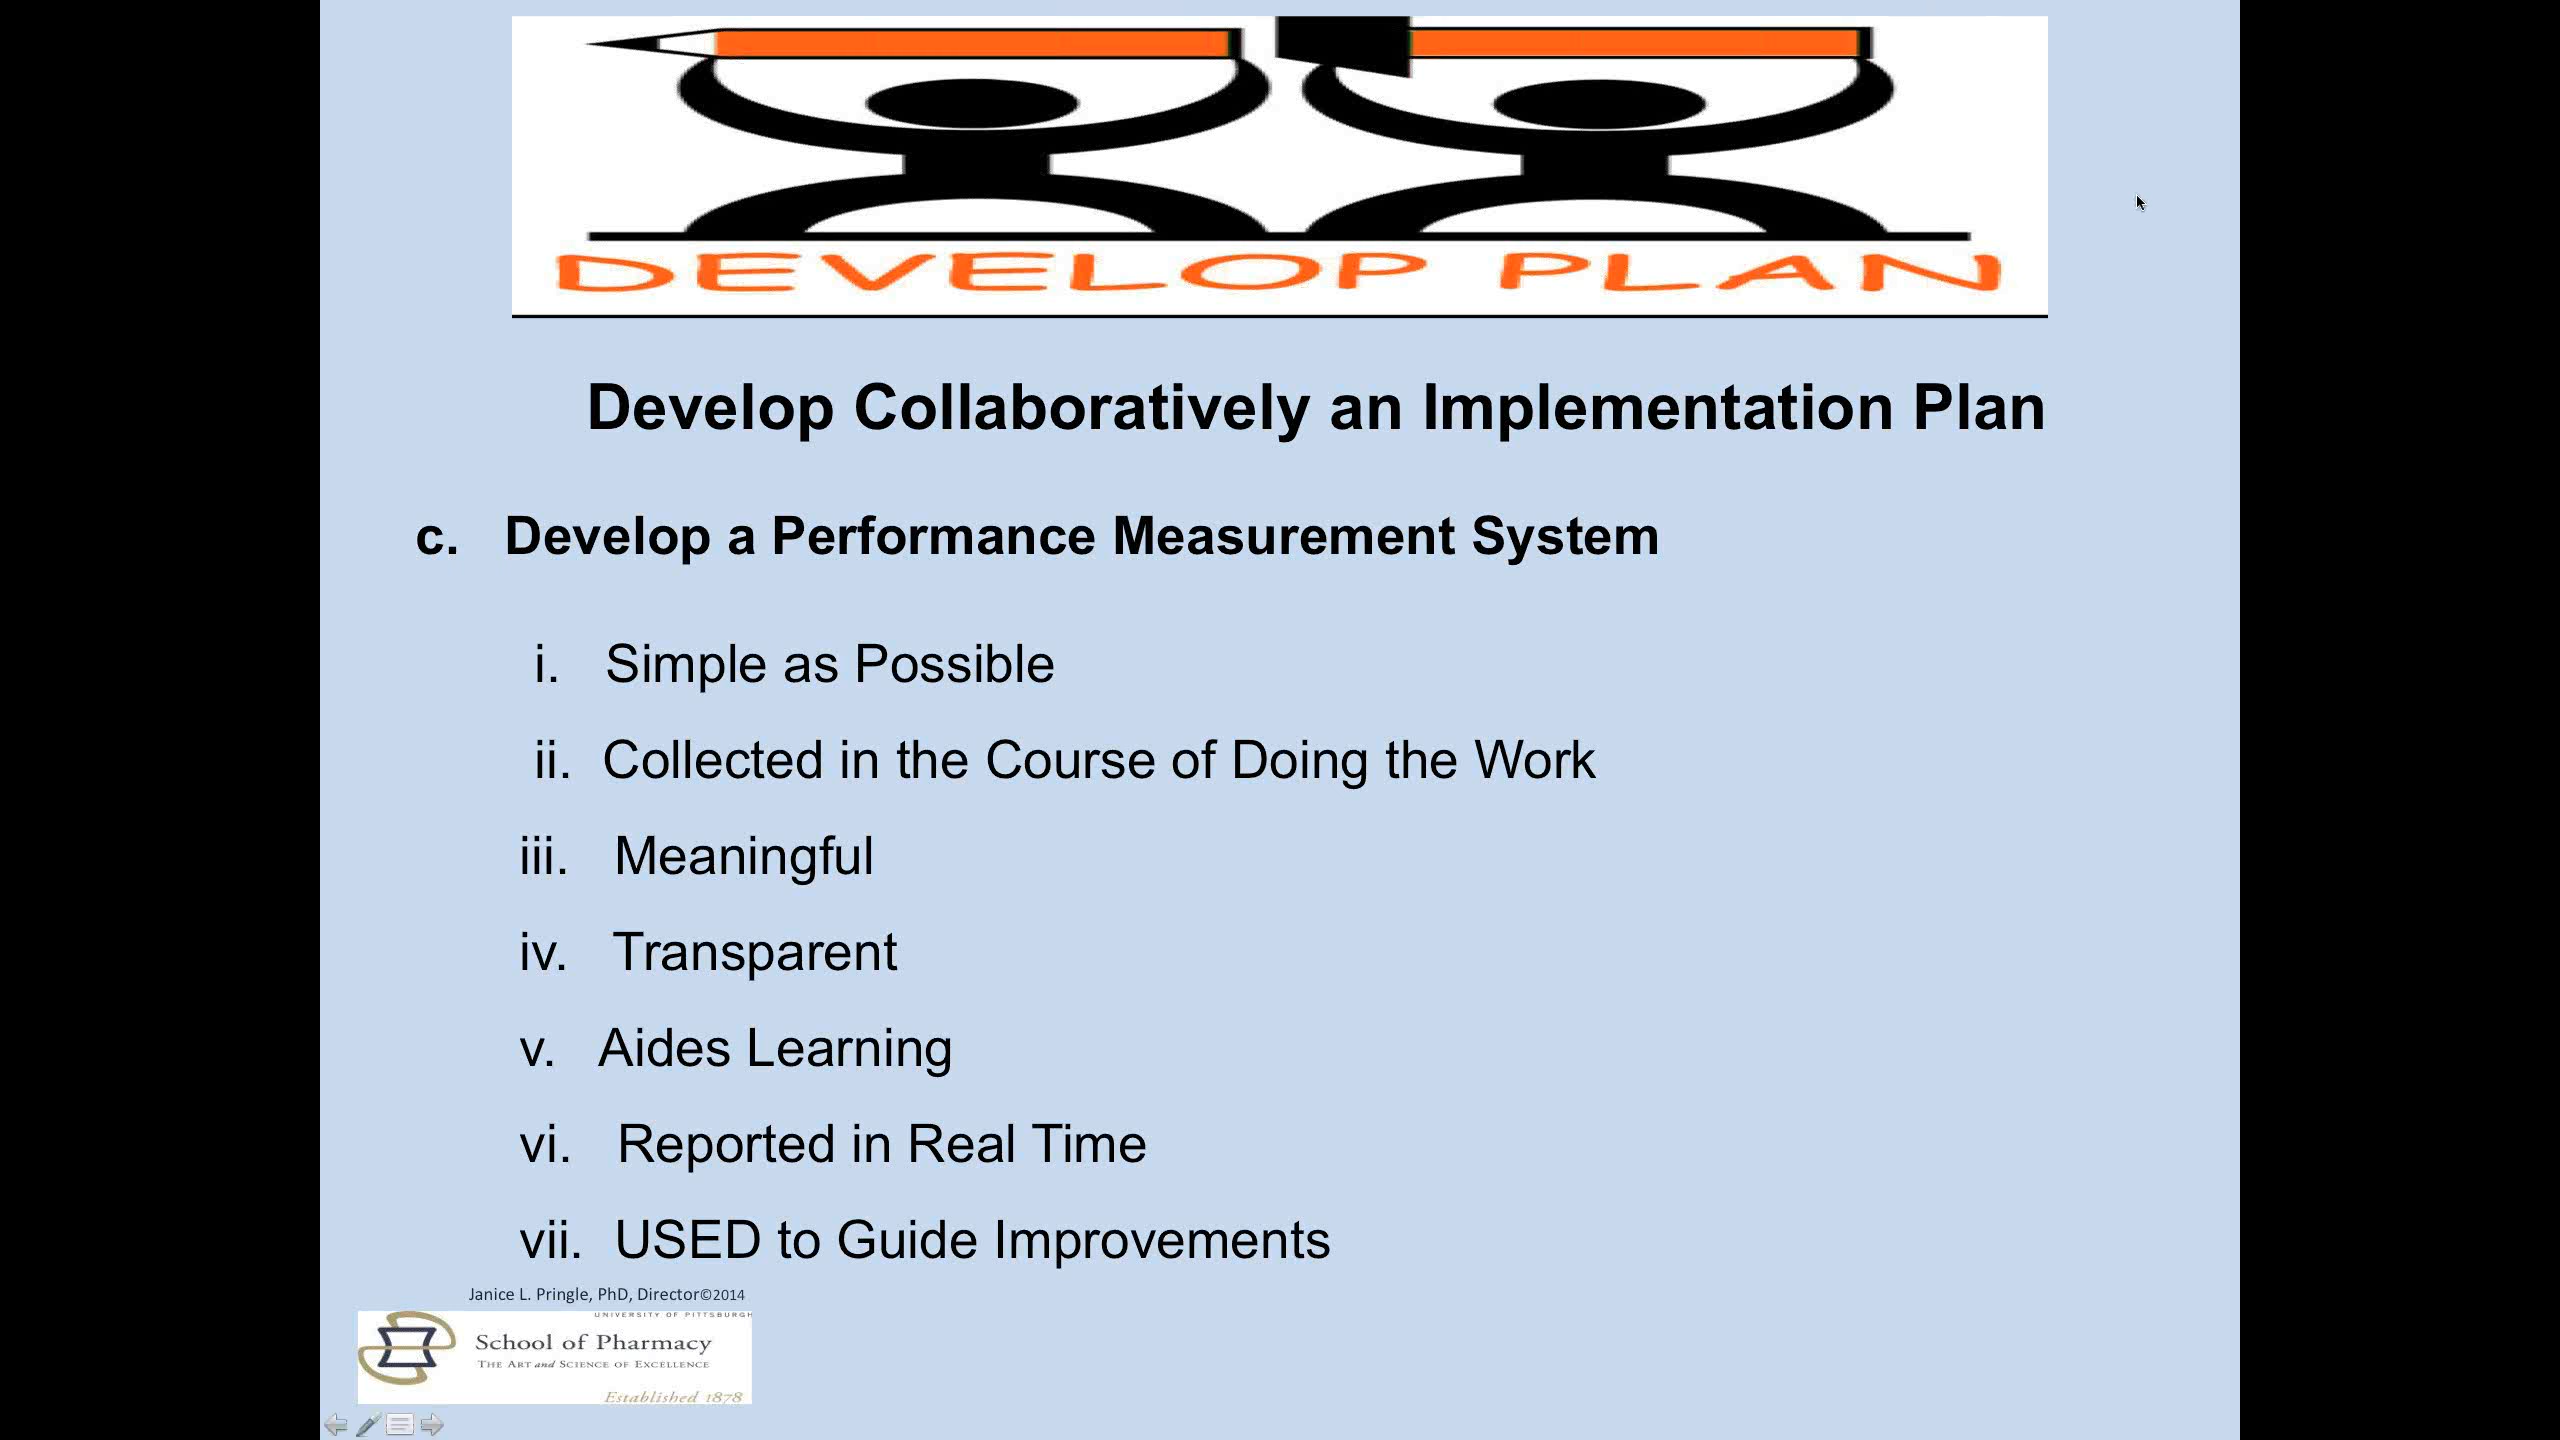 DEVELOP PLAN
Develop Collaboratively an Implementation Plan
c. Develop a Performance Measurement System
i. Simple as Possible
ii. Collected in the Course of Doing the Work
iii. Meaningful
iv. Transparent
v. Aides Learning
vi. Reported in Real Time
vii. USED to Guide Improvements
Janice L. Pringle, PhD, Director©2014
UNIVERSITY OF PITTSBURGH
School of Pharmacy
THE ART and SCIENCE OF EXCELLENCE
Established 1878